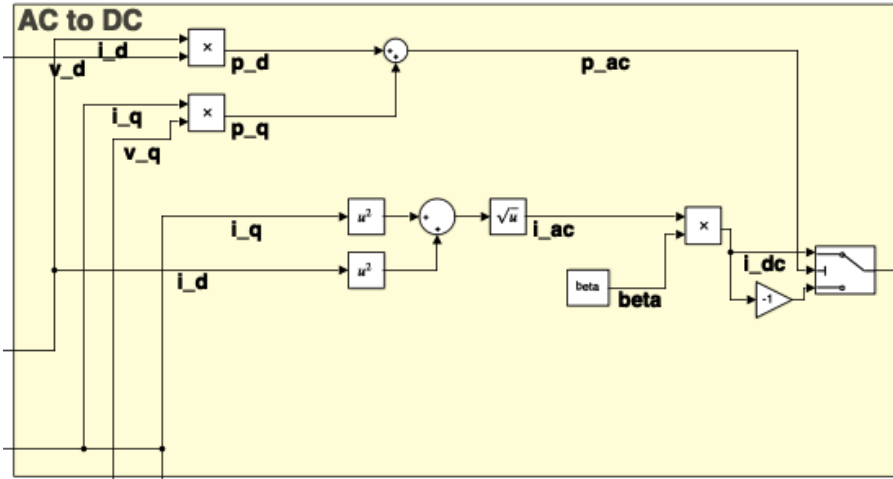 AC to DC
i_d
×
v_d
p_d
+
+
p_ac
i_q
×
v_q
p_q
i_q
u²
+
+
√u
i_ac
×
i_d
u²
beta
beta
i_dc
-1